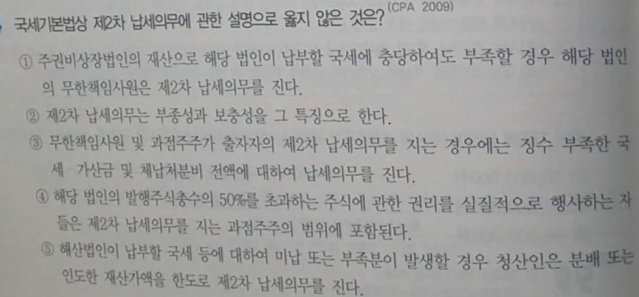 국세기본법상 제2차 납세의무에 관한 설명으로 옳지 않은 것은? (CPA 2009)
① 주권비상장법인의 재산으로 해당 법인이 납부할 국세에 충당하여도 부족할 경우 해당 법인
의 무한책임사원은 제2차 납세의무를 진다.
② 제2차 납세의무는 부종성과 보충성을 그 특징으로 한다.
③ 무한책임사원 및 과점주주가 출자자의 제2차 납세의무를 지는 경우에는 징수 부족한 국
세·가산금 및 체납처분비 전액에 대하여 납세의무를 진다.
④ 해당 법인의 발행주식총수의 50%를 초과하는 주식에 관한 권리를 실질적으로 행사하는 자
들은 제2차 납세의무를 지는 과점주주의 범위에 포함된다.
⑤ 해산법인이 납부할 국세 등에 대하여 미납 또는 부족분이 발생할 경우 청산인은 분배 또는
인도한 재산가액을 한도로 제2차 납세의무를 진다.